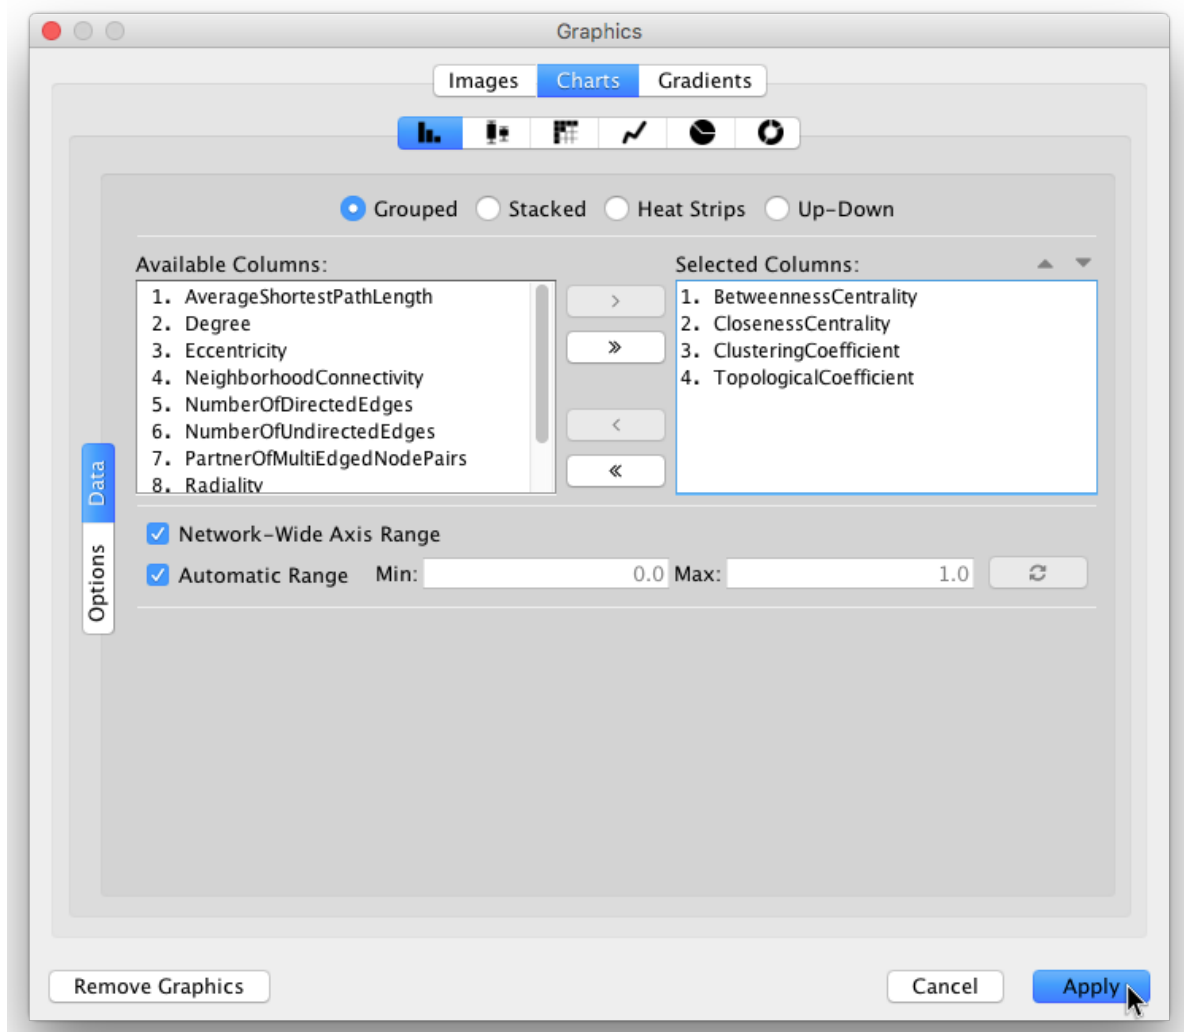 Graphics
Images Charts Gradients
Grouped Stacked Heat Strips Up-Down
Available Columns: Selected Columns:
1. AverageShortestPathLength
2. Degree
3. Eccentricity
4. NeighborhoodConnectivity
5. NumberOfDirectedEdges
6. NumberOfUndirectedEdges
7. PartnerOfMultiEdgedNodePairs
8. Radiality
>
»
<
«
1. BetweennessCentrality
2. ClosenessCentrality
3. ClusteringCoefficient
4. TopologicalCoefficient
Data
Options
Network-Wide Axis Range
Automatic Range Min: 0.0 Max: 1.0
Remove Graphics Cancel Apply